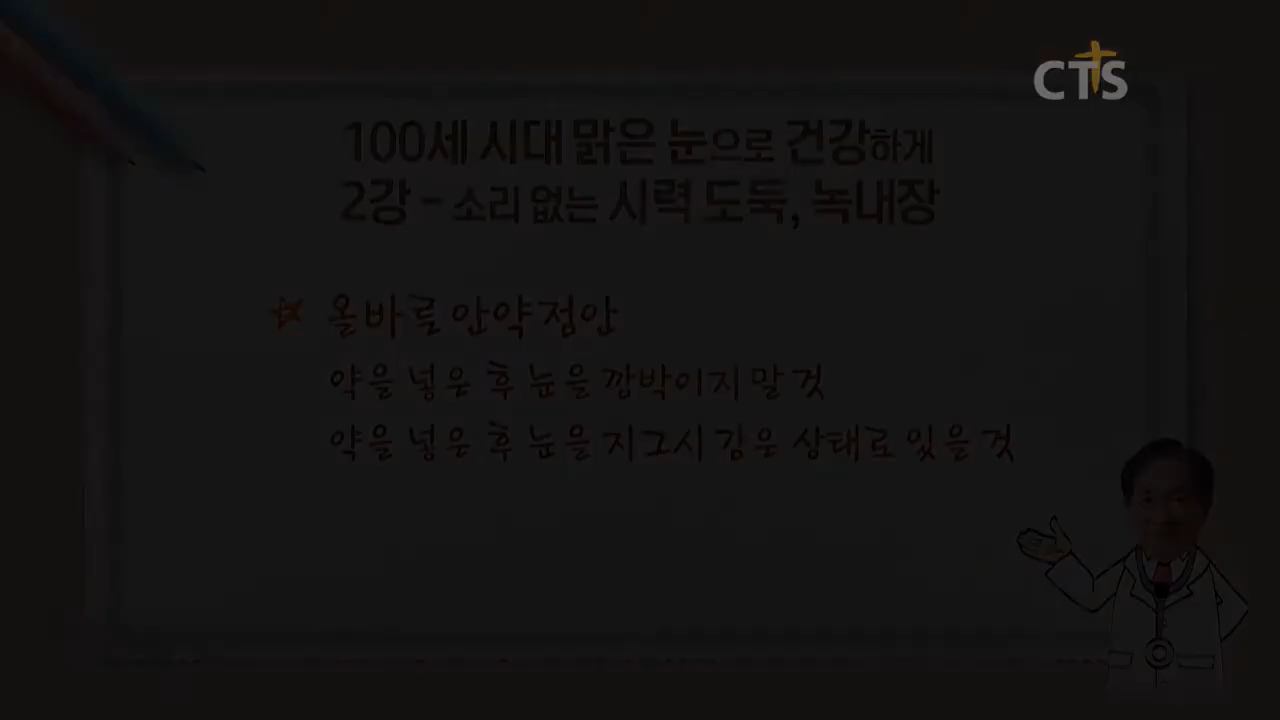 CTS
100세 시대 맑은 눈으로 건강하게
2강 - 소리 없는 시력 도둑, 녹내장
올바른 안약 점안
약을 넣은 후 눈을 깜박이지 말 것
약을 넣은 후 눈을 지그시 감은 상태로 있을 것